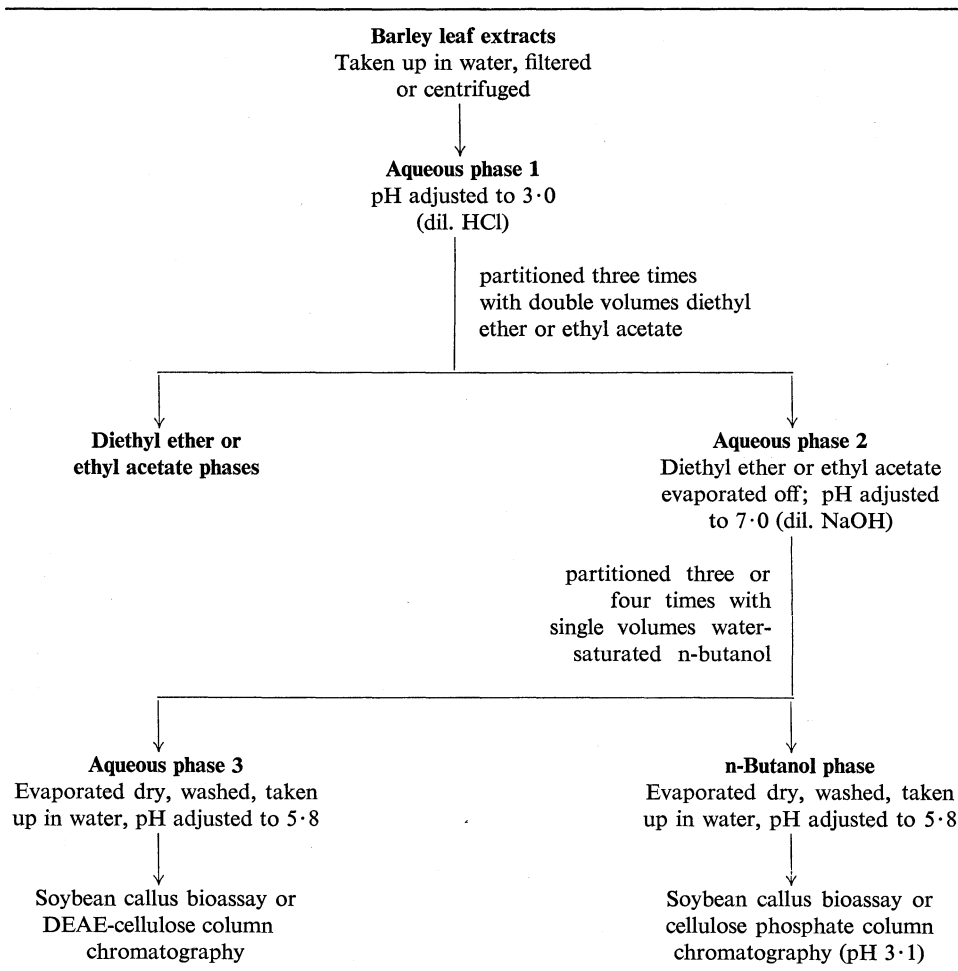 Barley leaf extracts
Taken up in water, filtered
or centrifuged
Aqueous phase 1
pH adjusted to 3·0
(dil. HCl)
partitioned three times
with double volumes diethyl
ether or ethyl acetate
Diethyl ether or
ethyl acetate phases
Aqueous phase 2
Diethyl ether or ethyl acetate
evaporated off; pH adjusted
to 7·0 (dil. NaOH)
partitioned three or
four times with
single volumes water-
saturated n-butanol
Aqueous phase 3
Evaporated dry, washed, taken
up in water, pH adjusted to 5·8
Soybean callus bioassay or
DEAE-cellulose column
chromatography
n-Butanol phase
Evaporated dry, washed, taken
up in water, pH adjusted to 5·8
Soybean callus bioassay or
cellulose phosphate column
chromatography (pH 3·1)